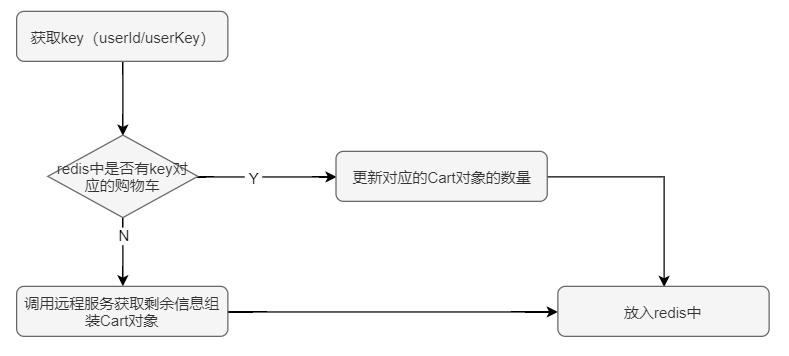 获取key（userId/userKey）
redis中是否有key对
应的购物车
Y
更新对应的Cart对象的数量
N
调用远程服务获取剩余信息组
装Cart对象
放入redis中